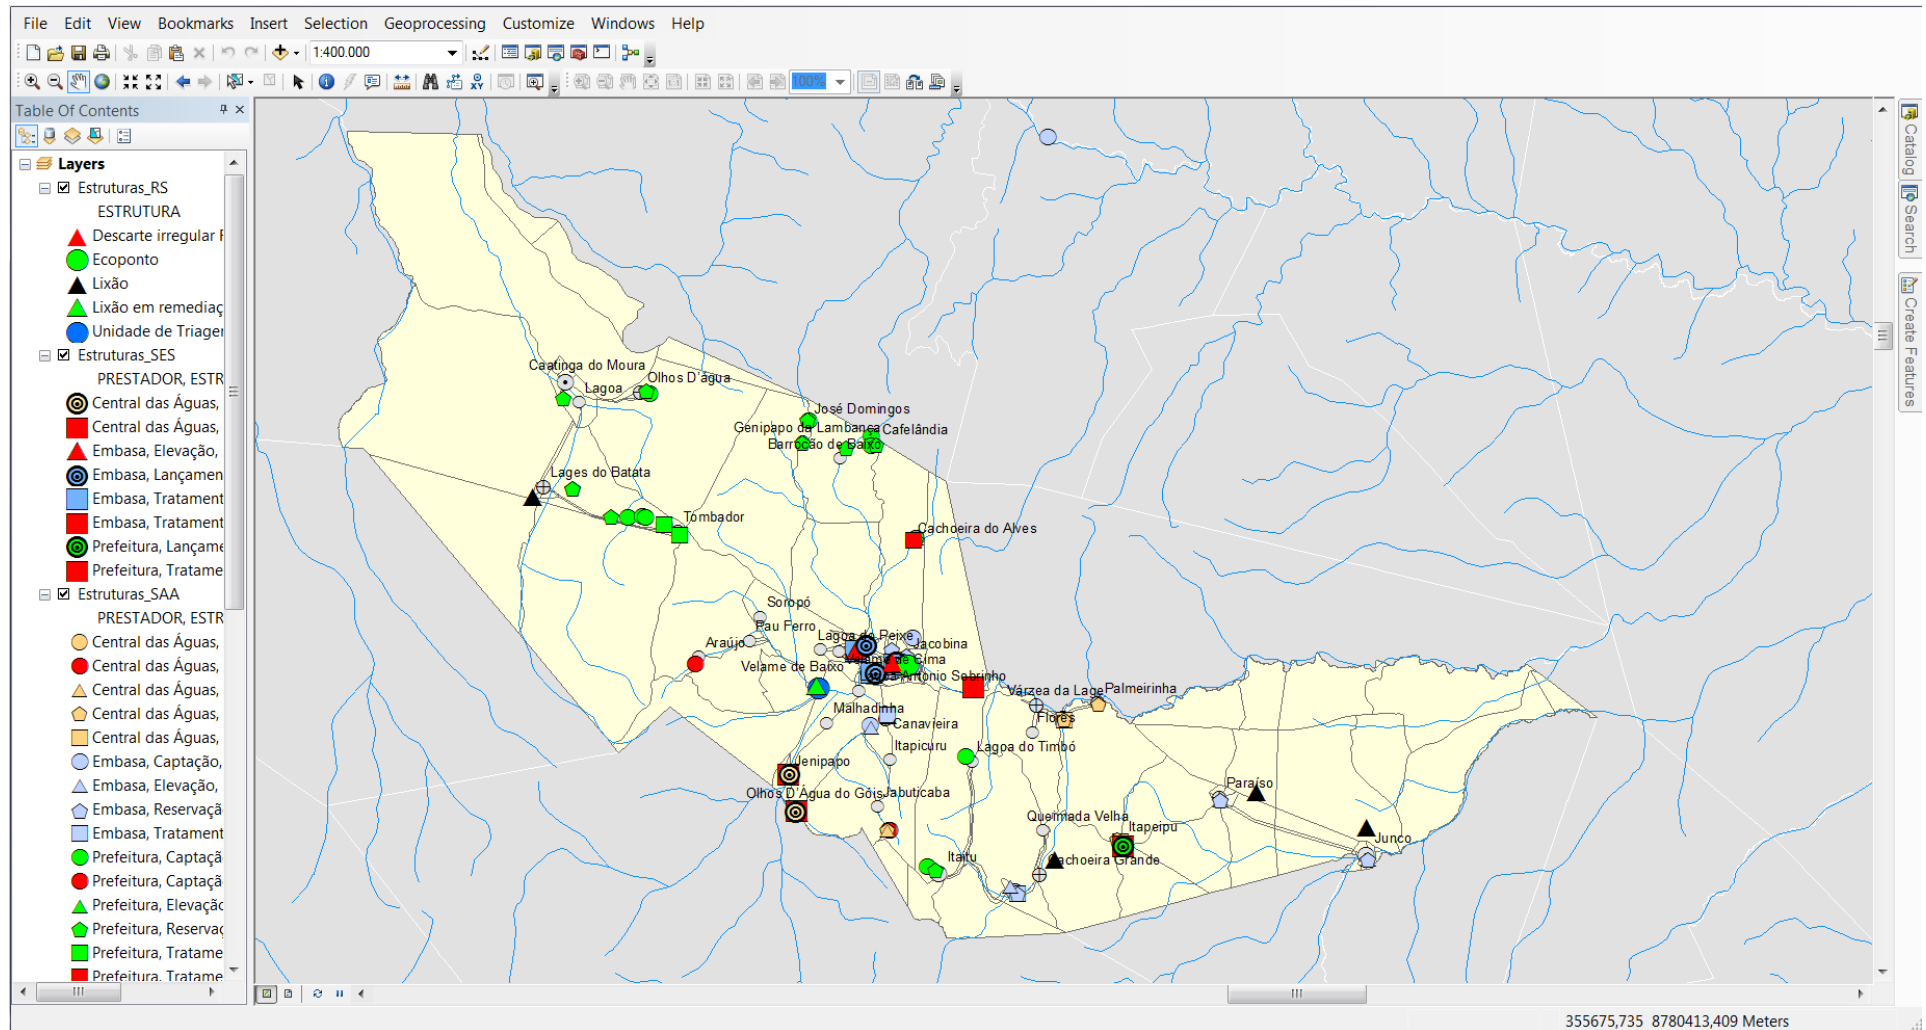 File Edit View Bookmarks Insert Selection Geoprocessing Customize Windows Help
1:400.000
100%
Table Of Contents
Layers
Estruturas_RS
ESTRUTURA
Descarte irregular
Ecoponto
Lixão
Lixão em remediaç
Unidade de Triager
Estruturas_SES
PRESTADOR, ESTR
Central das Águas,
Central das Águas,
Embasa, Elevação,
Embasa, Lançamen
Embasa, Tratament
Embasa, Tratament
Prefeitura, Lançame
Prefeitura, Tratame
Estruturas_SAA
PRESTADOR, ESTR
Central das Águas,
Central das Águas,
Central das Águas,
Central das Águas,
Central das Águas,
Embasa, Captação,
Embasa, Elevação,
Embasa, Reservaçã
Embasa, Tratament
Prefeitura, Captaçã
Prefeitura, Captaçã
Prefeitura, Elevaçãc
Prefeitura, Reservaç
Prefeitura, Tratame
Prefeitura, Tratame
Caatinga do Moura
Lagoa
Olhos D'água
José Domingos
Genipapo da Lambança
Cafelândia
Barrocão de Baixo
Lages do Batata
Tombador
Cachoeira do Alves
Soropó
Pau Ferro
Lagoa do Peixe
Jacobina
Araújo
Velame de Baixo
Velame de Cima
Antonio Sobrinho
Várzea da Lage
Palmeirinha
Malhadinha
Canavieira
Flores
Itapicuru
Lagoa do Timbó
Jenipapo
Olhos D'Água do Góis
Jabuticaba
Paraíso
Queimada Velha
Itapeipu
Junco
Itaitu
Cachoeira Grande
Catalog
Search
Create Features
355675,735 8780413,409 Meters